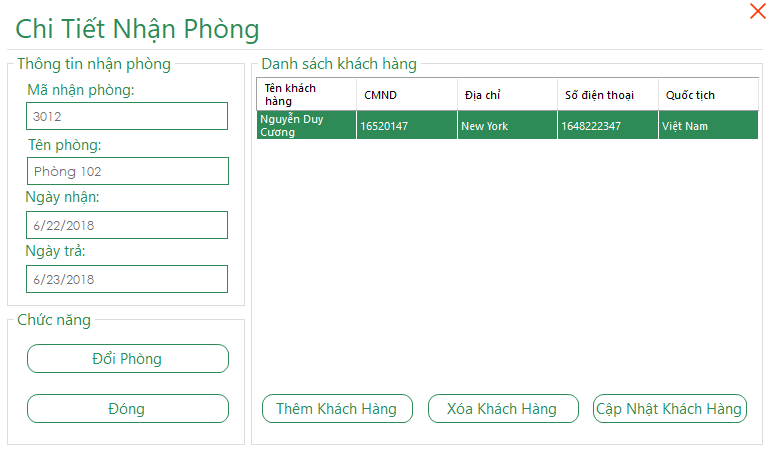 Chi Tiết Nhận Phòng
Thông tin nhận phòng
Mã nhận phòng:
3012
Tên phòng:
Phòng 102
Ngày nhận:
6/22/2018
Ngày trả:
6/23/2018
Chức năng
Đổi Phòng
Đóng
Danh sách khách hàng
Tên khách
hàng
CMND
Địa chỉ
Số điện thoại
Quốc tịch
Nguyễn Duy
Cương
16520147
New York
1648222347
Việt Nam
Thêm Khách Hàng
Xóa Khách Hàng
Cập Nhật Khách Hàng